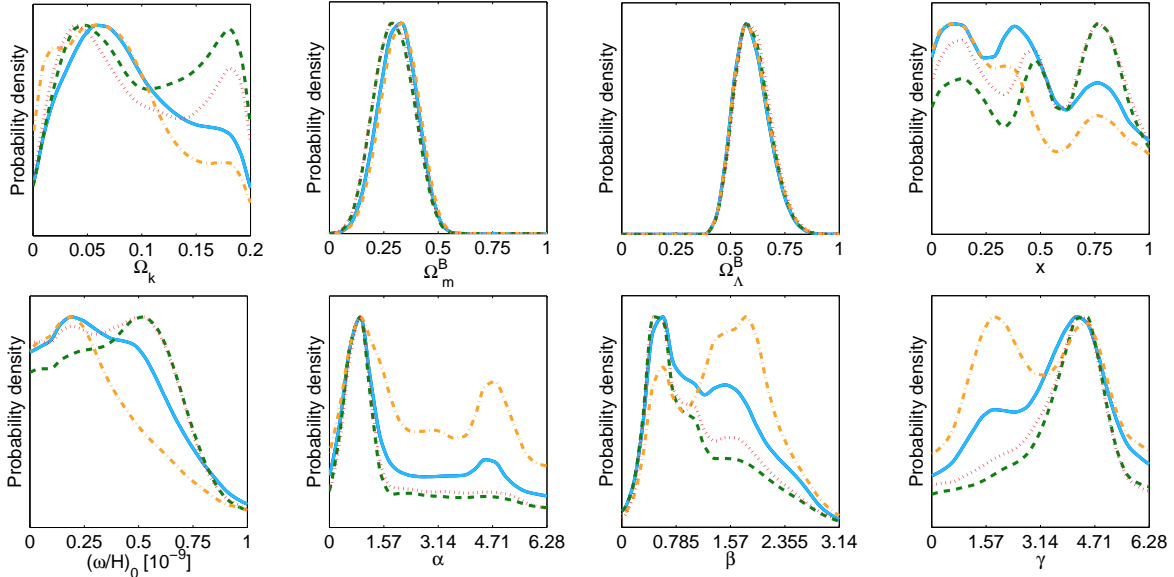 Probability density
0 0.05 0.1 0.15 0.2
Ω_k
Probability density
0 0.25 0.5 0.75 1
Ω_m^B
Probability density
0 0.25 0.5 0.75 1
Ω_Λ^B
Probability density
0 0.25 0.5 0.75 1
x
Probability density
0 0.25 0.5 0.75 1
(ω/H)_0 [10^-9]
Probability density
0 1.57 3.14 4.71 6.28
α
Probability density
0 0.785 1.57 2.355 3.14
β
Probability density
0 1.57 3.14 4.71 6.28
γ